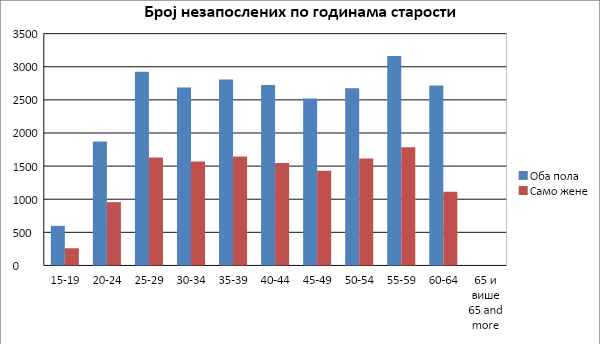 Број незапослених по годинама старости
3500
3000
2500
2000
1500
1000
500
0
15-19 20-24 25-29 30-34 35-39 40-44 45-49 50-54 55-59 60-64 65 и
више
65 and
more
Оба пола
Само жене